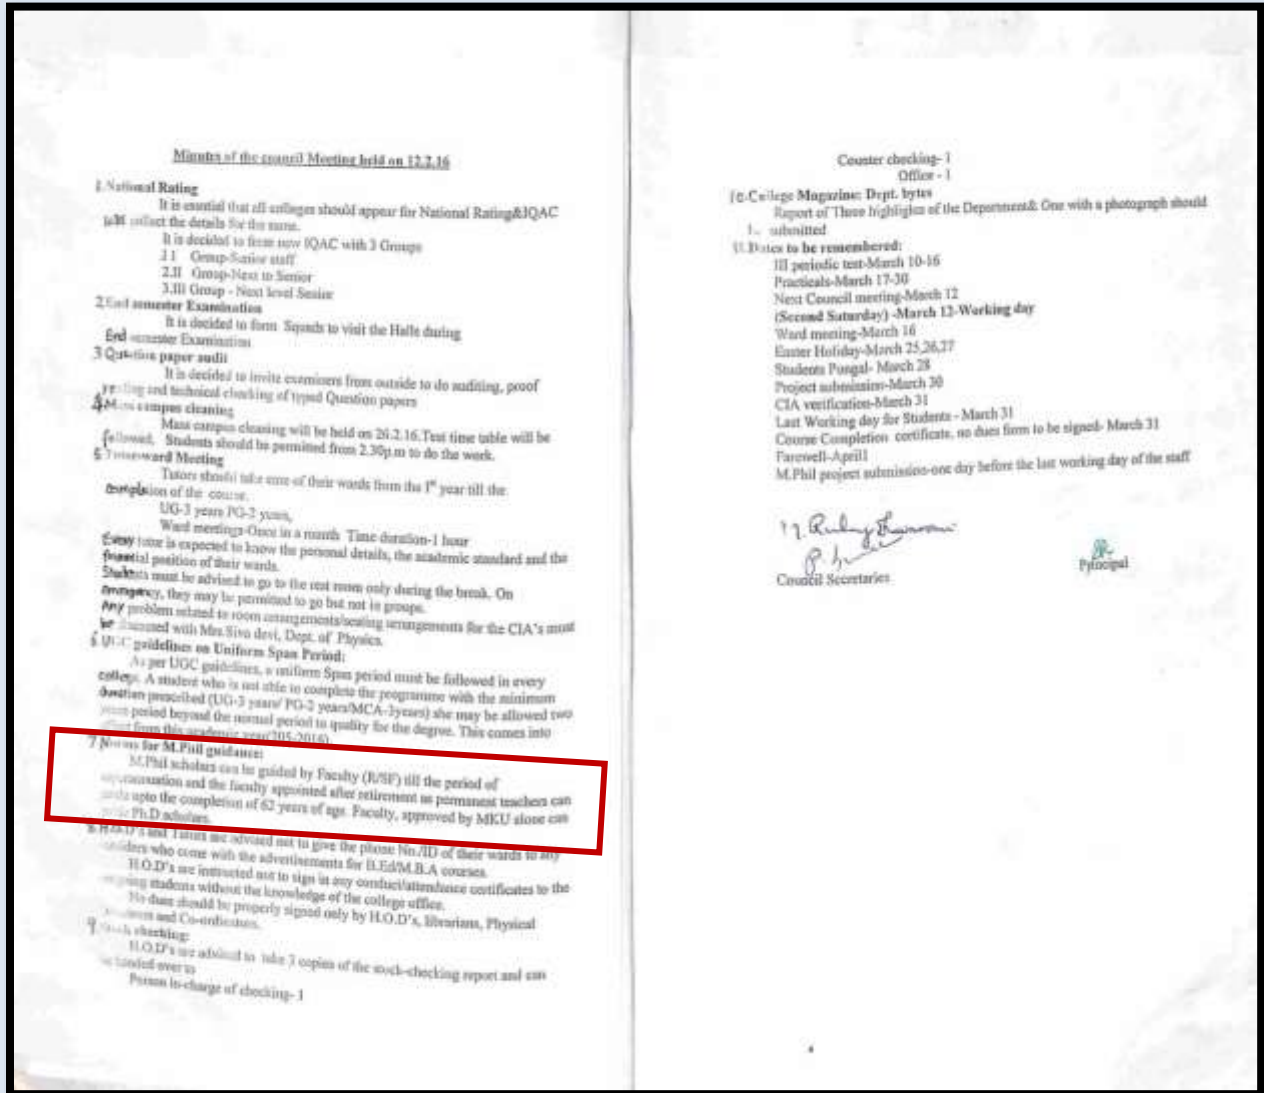 Minutes of the council Meeting held on 12.2.16
1.National Rating
It is essential that all colleges should appear for National Rating&IQAC
will collect the details for the same.
It is decided to form new IQAC with 3 Groups
Group-Senior staff
2.II Group-Next to Senior
3.III Group - Next level Senior
2.End semester Examination
It is decided to form Squads to visit the Halls during
End semester Examination
3 Question paper audit
It is decided to invite examiners from outside to do auditing, proof
and technical checking of typed Question papers
campus cleaning
Mass campus cleaning will be held on 26.2.16.Test time table will be
followed. Students should be permitted from 2.30p.m to do the work.
5 Meeting
Tutors should take care of their wards from the 1st year till the
completion of the course.
UG-3 years PG-2 years,
Ward meetings-Once in a month Time duration-1 hour
Every tutor is expected to know the personal details, the academic standard and the
financial position of their wards.
Students must be advised to go to the rest room only during the break. On
emergency, they may be permitted to go but not in groups.
Any problem related to room arrangements/seating arrangements for the CIA's must
be discussed with Mrs.Siva devi, Dept. of Physics.
6 UGC guidelines on Uniform Span Period:
As per UGC guidelines, a uniform Span period must be followed in every
college. A student who is not able to complete the programme with the minimum
duration prescribed (UG-3 years/ PG-2 years/MCA-3years) she may be allowed two
years period beyond the normal period to quality for the degree. This comes into
effect from this academic year(205-2016).
7 Norms for M.Phil guidance:
M.Phil scholars can be guided by Faculty (R/SF) till the period of
superannuation and the faculty appointed after retirement as permanent teachers can
upto the completion of 62 years of age. Faculty, approved by MKU alone can
Ph.D scholars.
8 H.O.D's and Tutors are advised not to give the phone No./ID of their wards to any
outsiders who come with the advertisements for B.Ed/M.B.A courses.
H.O.D's are instructed not to sign in any conduct/attendance certificates to the
students without the knowledge of the college office.
No dues should be properly signed only by H.O.D's, librarians, Physical
and Co-ordinators.
9 Stock checking:
H.O.D's are advised to take 3 copies of the stock-checking report and can
be handed over to
Person in-charge of checking- 1
Counter checking- 1
Office - 1
10.College Magazine: Dept. bytes
Report of Three highlights of the Department& One with a photograph should
submitted
11.Dates to be remembered:
III periodic test-March 10-16
Practicals-March 17-30
Next Council meeting-March 12
(Second Saturday) -March 12-Working day
Ward meeting-March 16
Easter Holiday-March 25,26,27
Students Pongal- March 28
Project submission-March 30
CIA verification-March 31
Last Working day for Students - March 31
Course Completion certificate, no dues form to be signed- March 31
Farewell-April1
M.Phil project submission-one day before the last working day of the staff
Council Secretaries
Principal